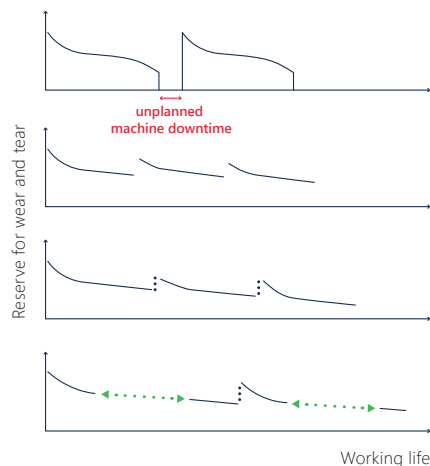 unplanned
machine downtime
Reserve for wear and tear
Working life